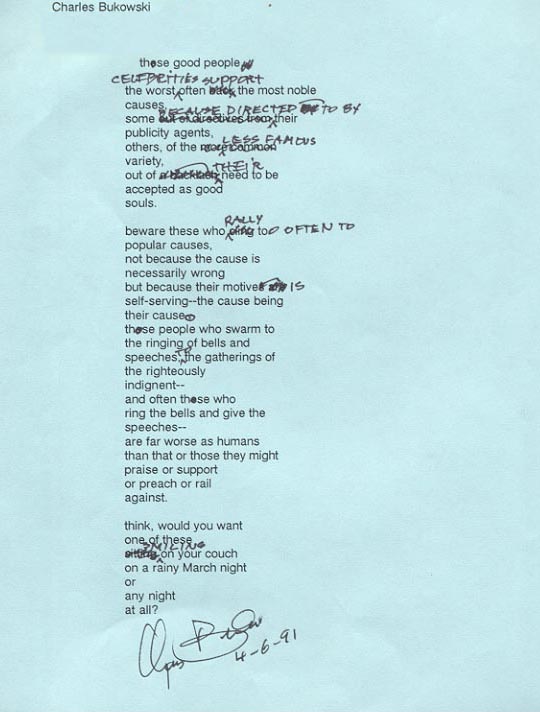 Charles Bukowski
these good people
CELEBRITIES SUPPORT
the worst often back the most noble
causes,
BECAUSE DIRECTED TO BY
some out of directives from their
publicity agents,
LESS FAMOUS
others, of the more common
variety,
THEIR
out of need to be
accepted as good
souls.
RALLY
beware these who cling too OFTEN TO
popular causes,
not because the cause is
necessarily wrong
but because their motive IS
self-serving--the cause being
their cause.
these people who swarm to
the ringing of bells and
TO
speeches, the gatherings of
the righteously
indignent--
and often these who
ring the bells and give the
speeches--
are far worse as humans
than that or those they might
praise or support
or preach or rail
against.
think, would you want
one of these
SMILING
sitting on your couch
on a rainy March night
or
any night
at all?
4-6-91